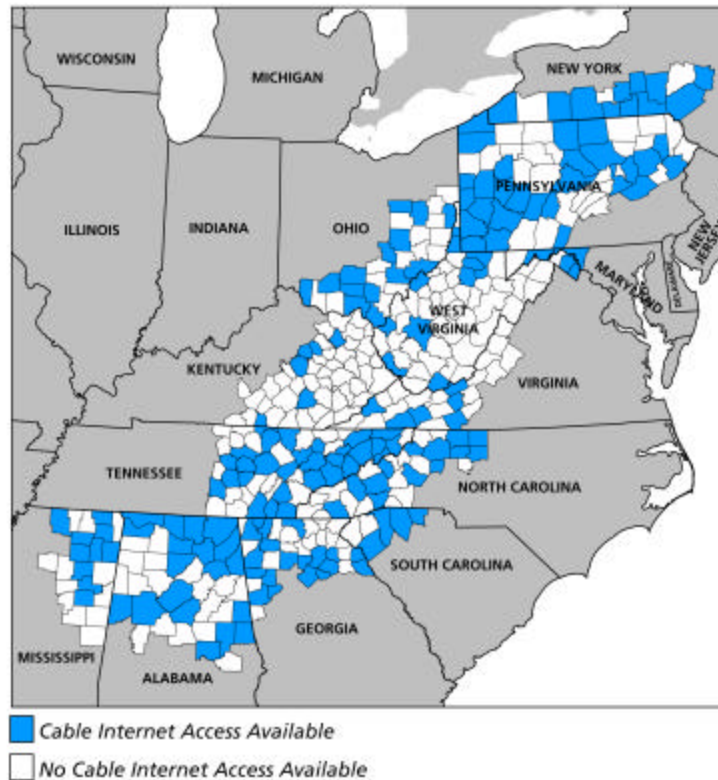 WISCONSIN
MICHIGAN
NEW YORK
PENNSYLVANIA
ILLINOIS
INDIANA
OHIO
NEW
JERSEY
MARYLAND
DELAWARE
WEST
VIRGINIA
KENTUCKY
VIRGINIA
TENNESSEE
NORTH CAROLINA
SOUTH CAROLINA
GEORGIA
MISSISSIPPI
ALABAMA
Cable Internet Access Available
No Cable Internet Access Available